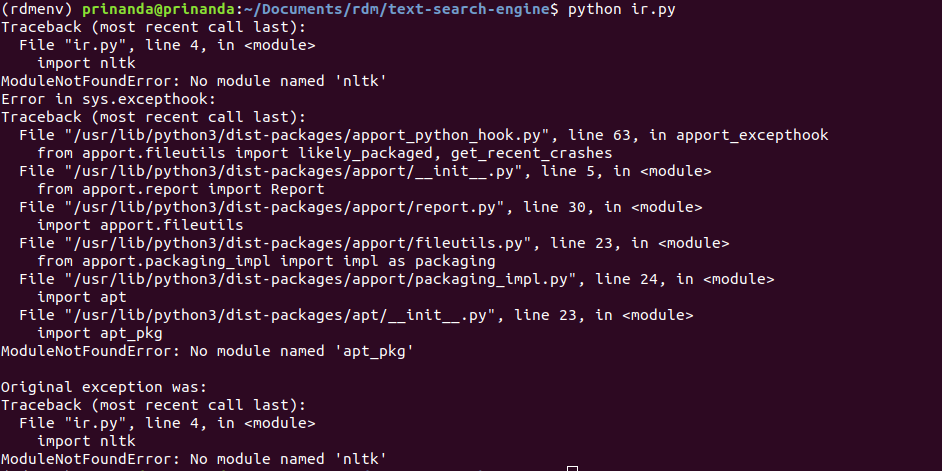 (rdmenv) prinanda@prinanda:~/Documents/rdm/text-search-engine$ python ir.py
Traceback (most recent call last):
  File "ir.py", line 4, in <module>
    import nltk
ModuleNotFoundError: No module named 'nltk'
Error in sys.excepthook:
Traceback (most recent call last):
  File "/usr/lib/python3/dist-packages/apport_python_hook.py", line 63, in apport_excepthook
    from apport.fileutils import likely_packaged, get_recent_crashes
  File "/usr/lib/python3/dist-packages/apport/__init__.py", line 5, in <module>
    from apport.report import Report
  File "/usr/lib/python3/dist-packages/apport/report.py", line 30, in <module>
    import apport.fileutils
  File "/usr/lib/python3/dist-packages/apport/fileutils.py", line 23, in <module>
    from apport.packaging_impl import impl as packaging
  File "/usr/lib/python3/dist-packages/apport/packaging_impl.py", line 24, in <module>
    import apt
  File "/usr/lib/python3/dist-packages/apt/__init__.py", line 23, in <module>
    import apt_pkg
ModuleNotFoundError: No module named 'apt_pkg'

Original exception was:
Traceback (most recent call last):
  File "ir.py", line 4, in <module>
    import nltk
ModuleNotFoundError: No module named 'nltk'